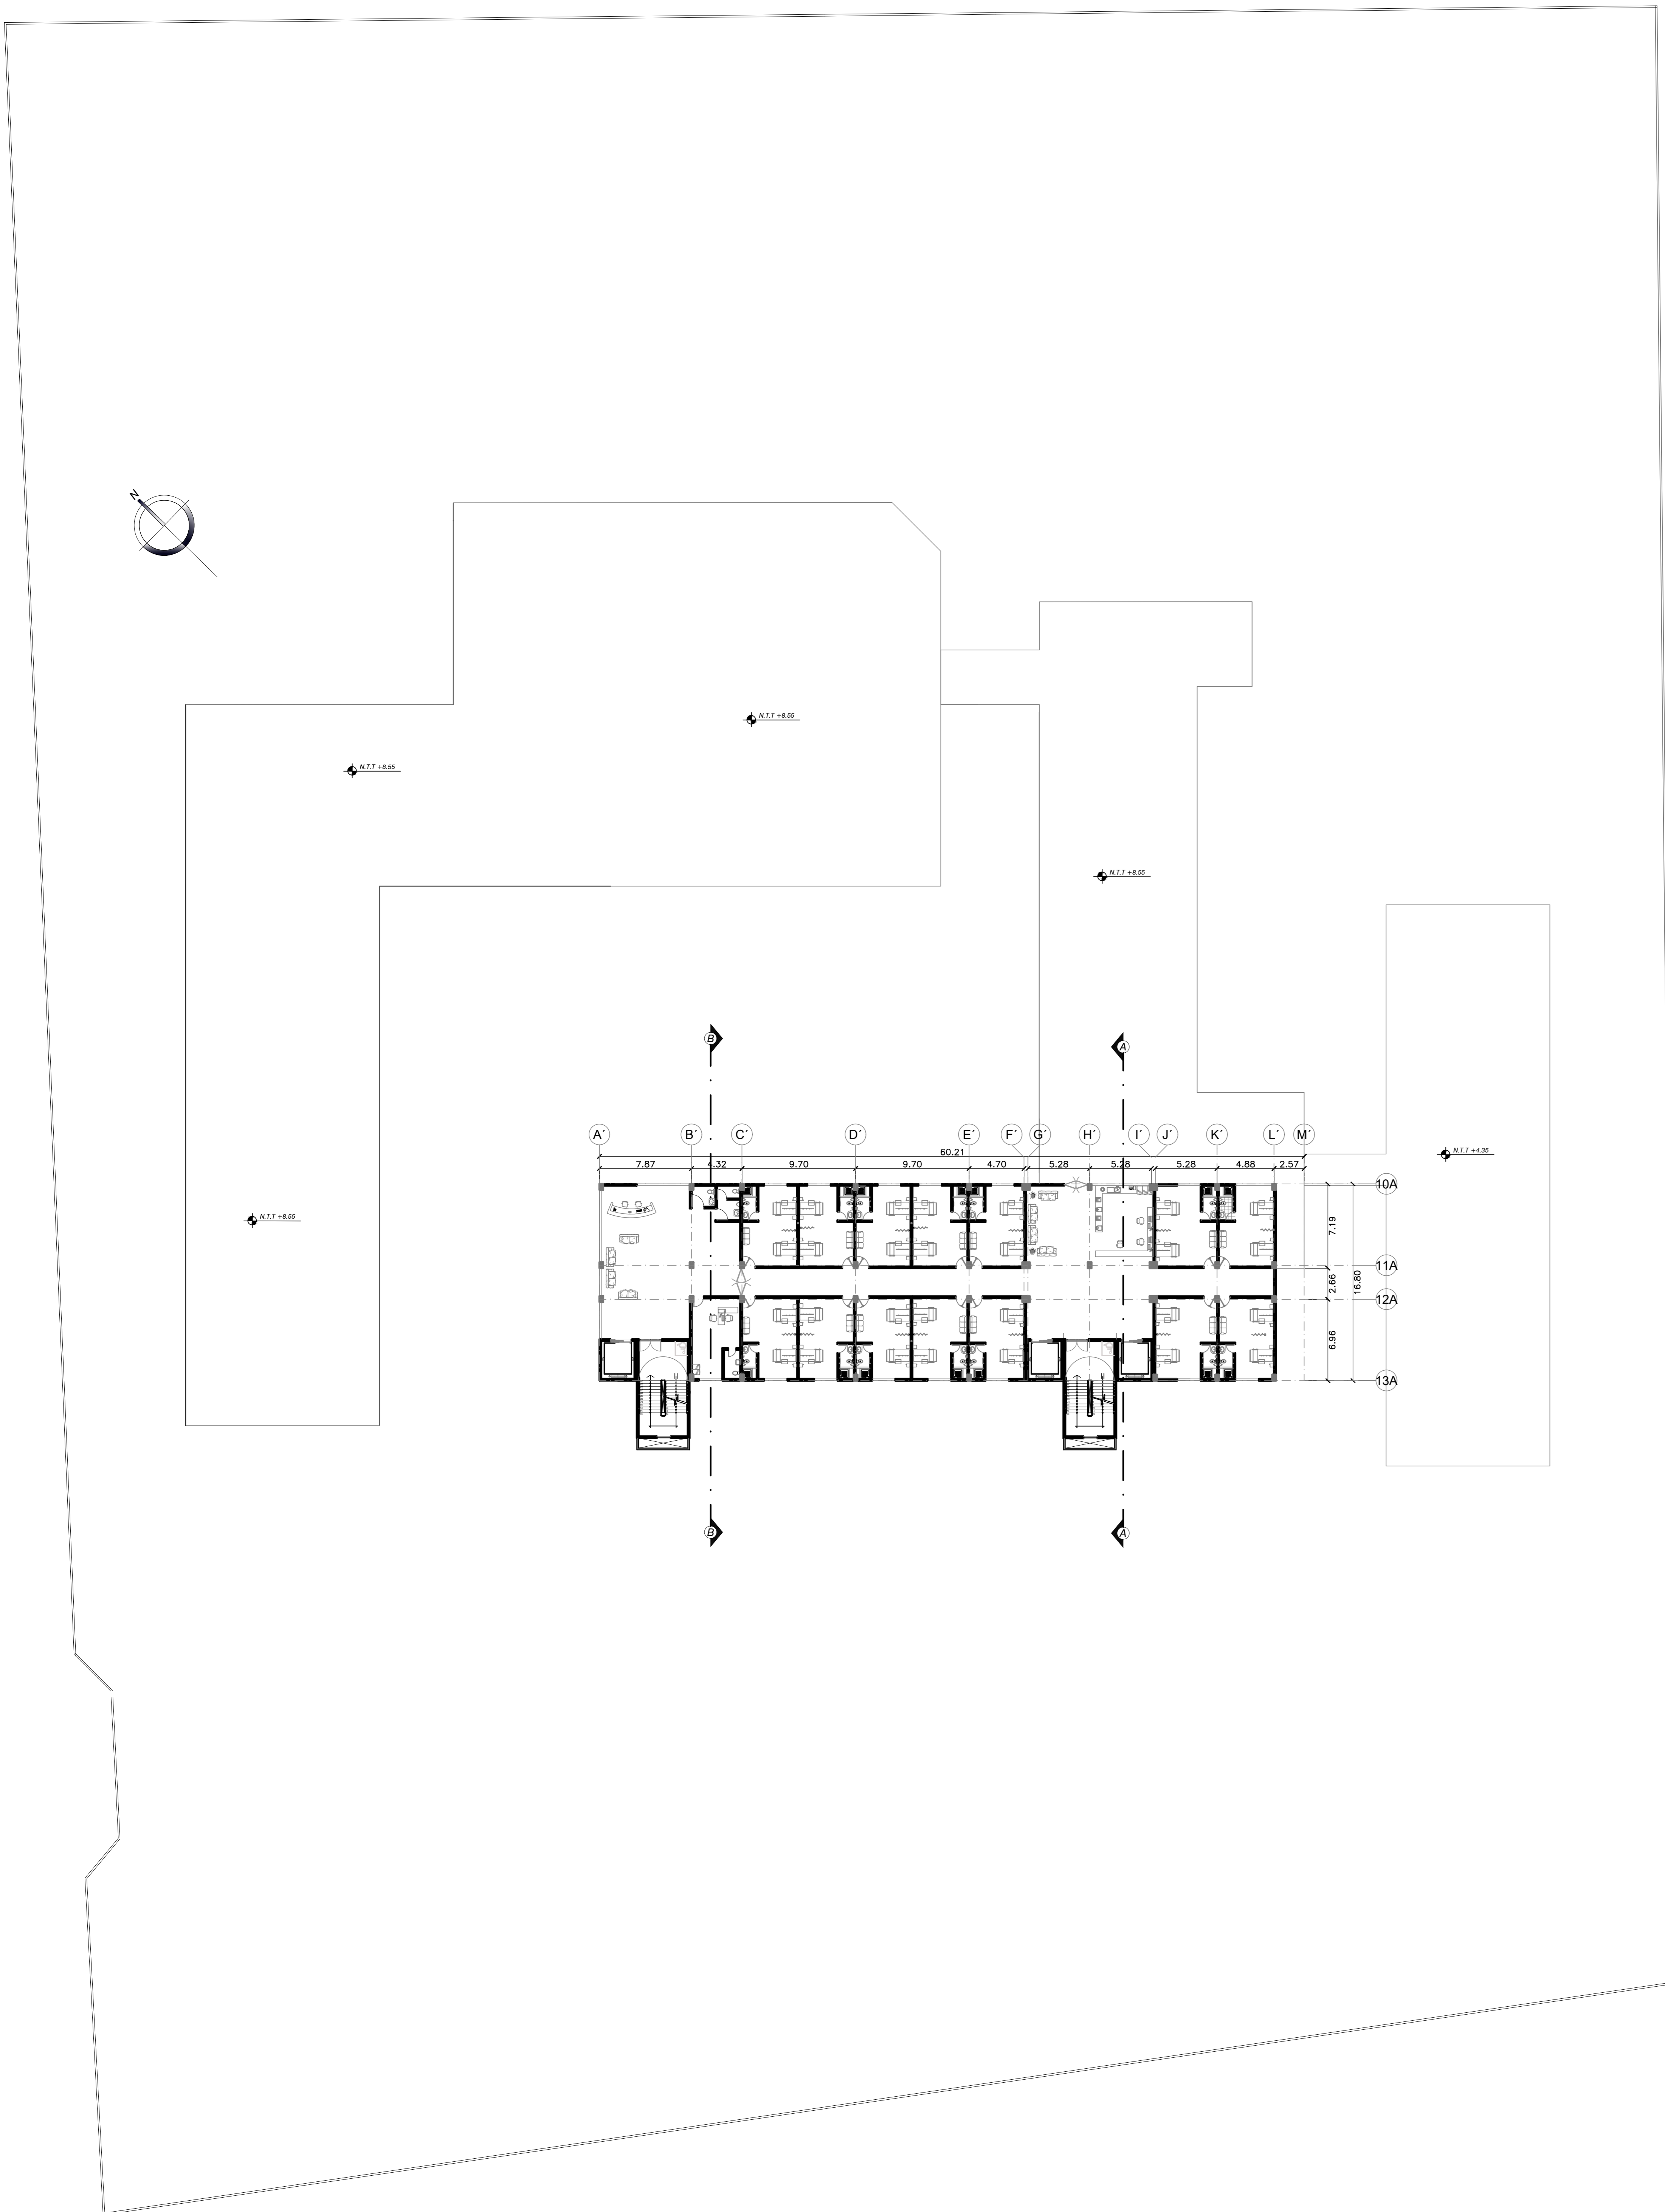 N
N.T.T +8.55
N.T.T +8.55
N.T.T +8.55
N.T.T +4.35
N.T.T +8.55
B
A
A´
B´
C´
D´
E´
F´
G´
H´
I´
J´
K´
L´
M´
60.21
7.87
4.32
9.70
9.70
4.70
5.28
5.28
5.28
4.88
2.57
10A
7.19
11A
2.66
16.80
12A
6.96
13A
B
A